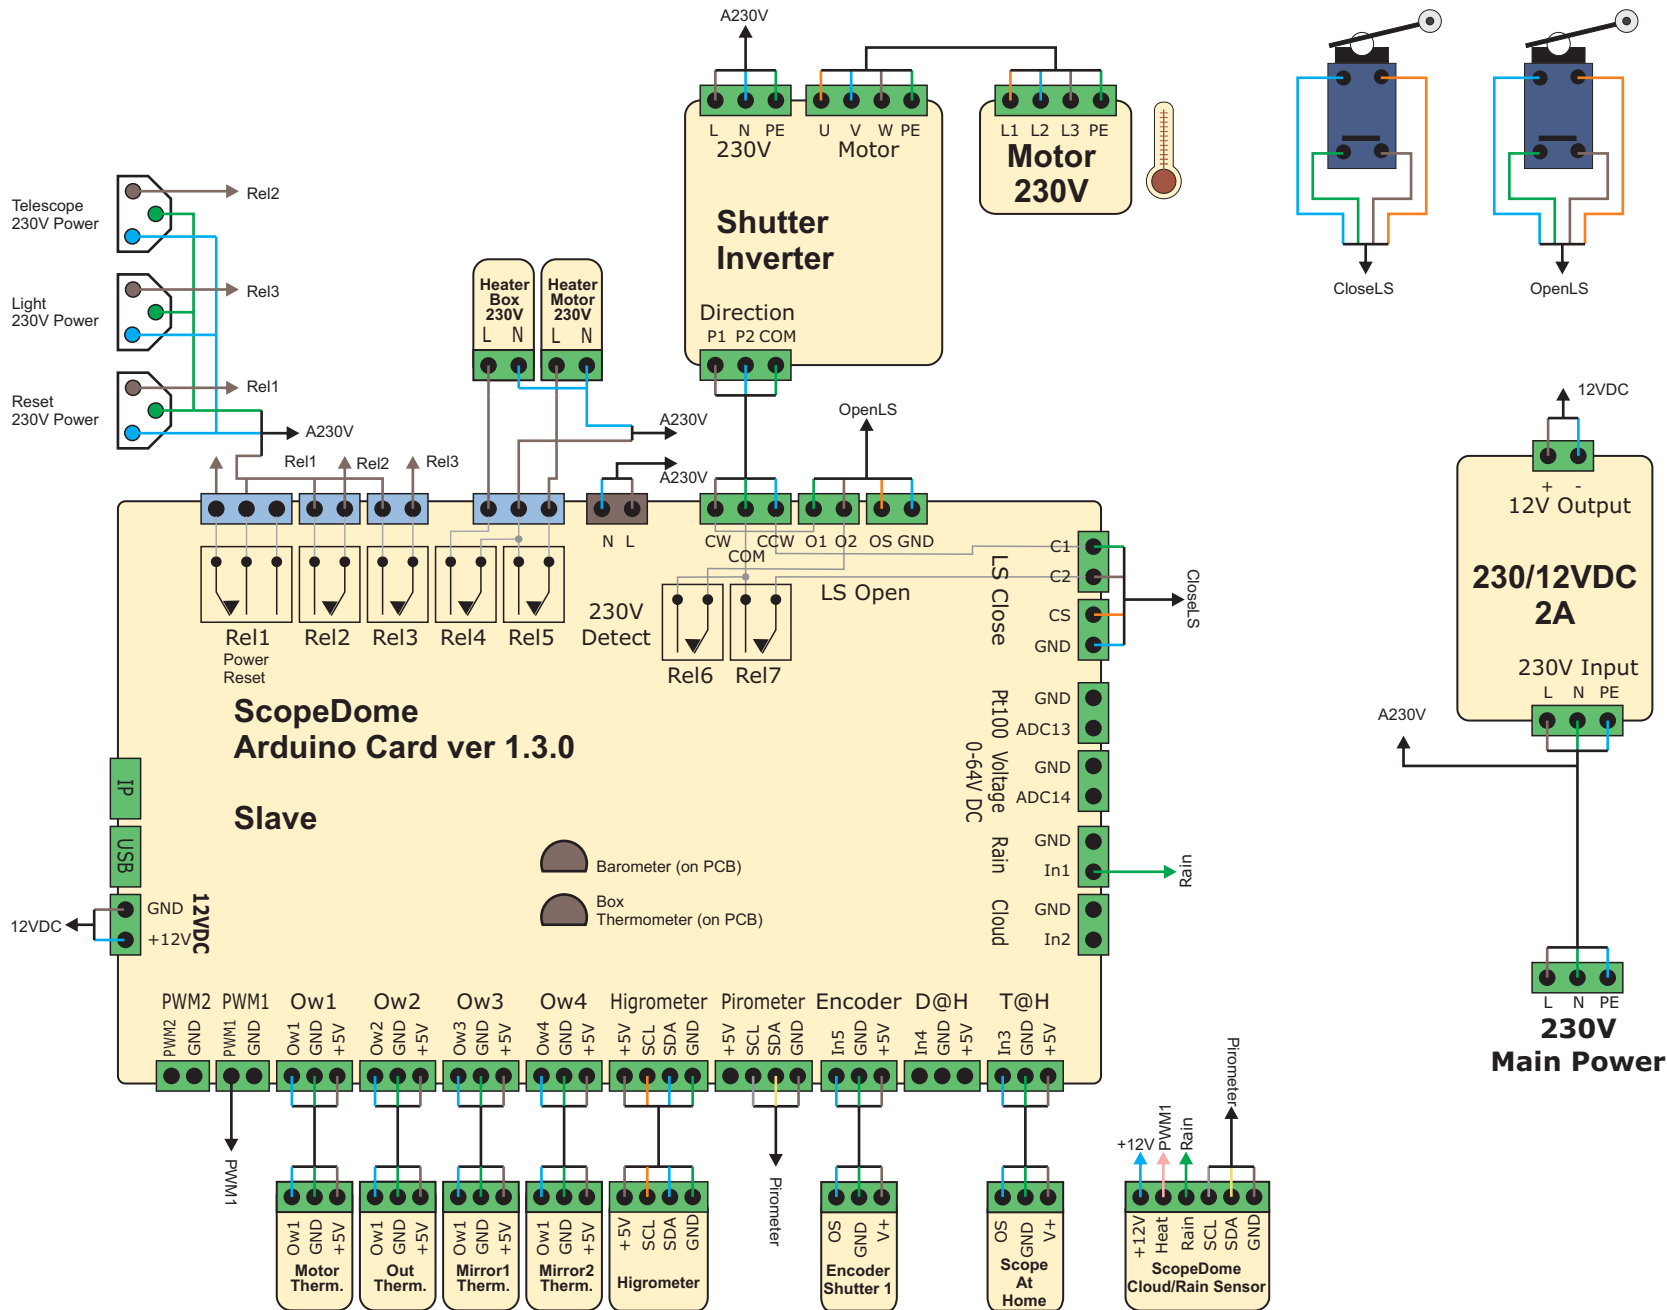 A230V
L N PE
230V
U V W PE
Motor
L1 L2 L3 PE
Motor
230V
Shutter
Inverter
Direction
P1 P2 COM
CloseLS
OpenLS
Telescope
230V Power
Rel2
Light
230V Power
Rel3
Reset
230V Power
Rel1
A230V
Heater
Box
230V
L N
Heater
Motor
230V
L N
A230V
A230V
OpenLS
Rel1
Rel2
Rel3
N L
230V
Detect
CW
COM
CCW
O1 O2
OS GND
LS Open
C1
C2
CS
GND
LS Close
CloseLS
Rel1
Power
Reset
Rel2
Rel3
Rel4
Rel5
Rel6
Rel7
ScopeDome
Arduino Card ver 1.3.0
Slave
Barometer (on PCB)
Box
Thermometer (on PCB)
IP
USB
12VDC
GND
+12V
12VDC
GND
ADC13
Pt100
GND
ADC14
Voltage
0-64V DC
GND
In1
Rain
Rain
GND
In2
Cloud
12VDC
+ -
12V Output
230/12VDC
2A
230V Input
L N PE
A230V
L N PE
230V
Main Power
PWM2
PWM1
Ow1
Ow2
Ow3
Ow4
Higrometer
Pirometer
Encoder
D@H
T@H
PWM2
GND
PWM1
GND
Ow1
GND
+5V
Ow2
GND
+5V
Ow3
GND
+5V
Ow4
GND
+5V
+5V
SCL
SDA
GND
+5V
SCL
SDA
GND
In5
GND
V+
In4
GND
+5V
In3
GND
+5V
PWM1
Pirometer
Ow1
GND
+5V
Motor
Therm.
Ow1
GND
+5V
Out
Therm.
Ow1
GND
+5V
Mirror1
Therm.
Ow1
GND
+5V
Mirror2
Therm.
+5V
SCL
SDA
GND
Higrometer
OS
GND
V+
Encoder
Shutter 1
OS
GND
V+
Scope
At
Home
+12V
PWM1
Rain
Pirometer
+12V
Heat
Rain
SCL
SDA
GND
ScopeDome
Cloud/Rain Sensor